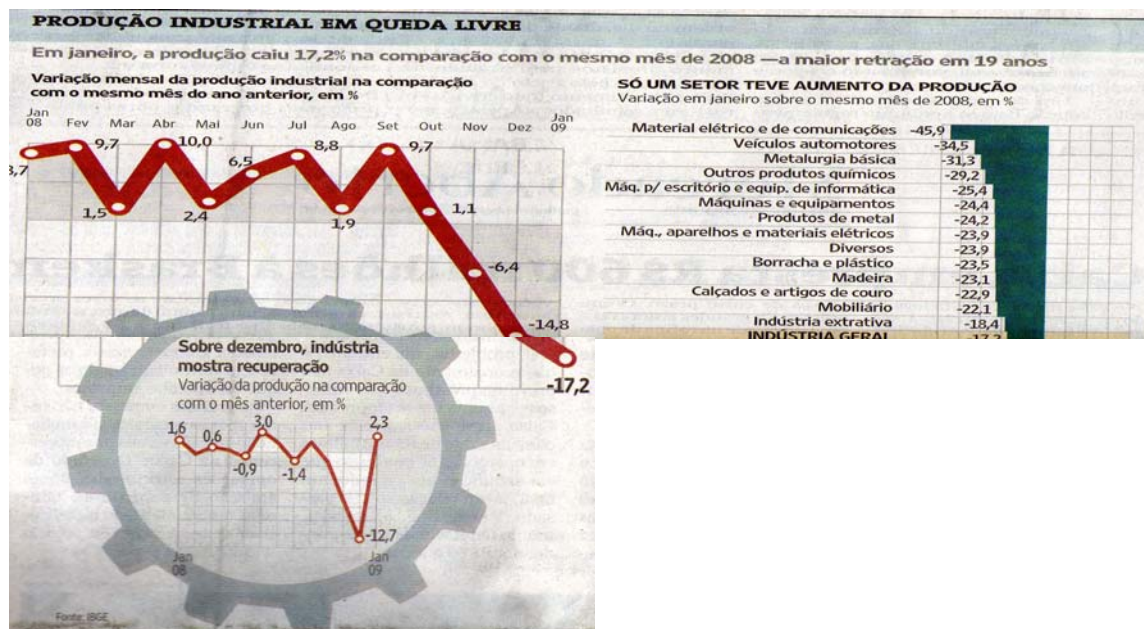 PRODUÇÃO INDUSTRIAL EM QUEDA LIVRE
Em janeiro, a produção caiu 17,2% na comparação com o mesmo mês de 2008 —a maior retração em 19 anos
Variação mensal da produção industrial na comparação
com o mesmo mês do ano anterior, em %
Jan
08 Fev Mar Abr Mai Jun Jul Ago Set Out Nov Dez Jan
09
9,7
1,5
10,0
2,4
6,5
8,8
1,9
9,7
1,1
-6,4
-14,8
-17,2
SÓ UM SETOR TEVE AUMENTO DA PRODUÇÃO
Variação em janeiro sobre o mesmo mês de 2008, em %
Material elétrico e de comunicações -45,9
Veículos automotores -34,5
Metalurgia básica -31,3
Outros produtos químicos -29,2
Máq. p/ escritório e equip. de informática -25,4
Máquinas e equipamentos -24,4
Produtos de metal -24,2
Máq., aparelhos e materiais elétricos -23,9
Diversos -23,9
Borracha e plástico -23,5
Madeira -23,1
Calçados e artigos de couro -22,9
Mobiliário -22,1
Indústria extrativa -18,4
INDÚSTRIA GERAL -17,2
Sobre dezembro, indústria
mostra recuperação
Variação da produção na comparação
com o mês anterior, em %
1,6
0,6
-0,9
3,0
-1,4
-12,7
2,3
Jan
08
Jan
09
Fonte: IBGE